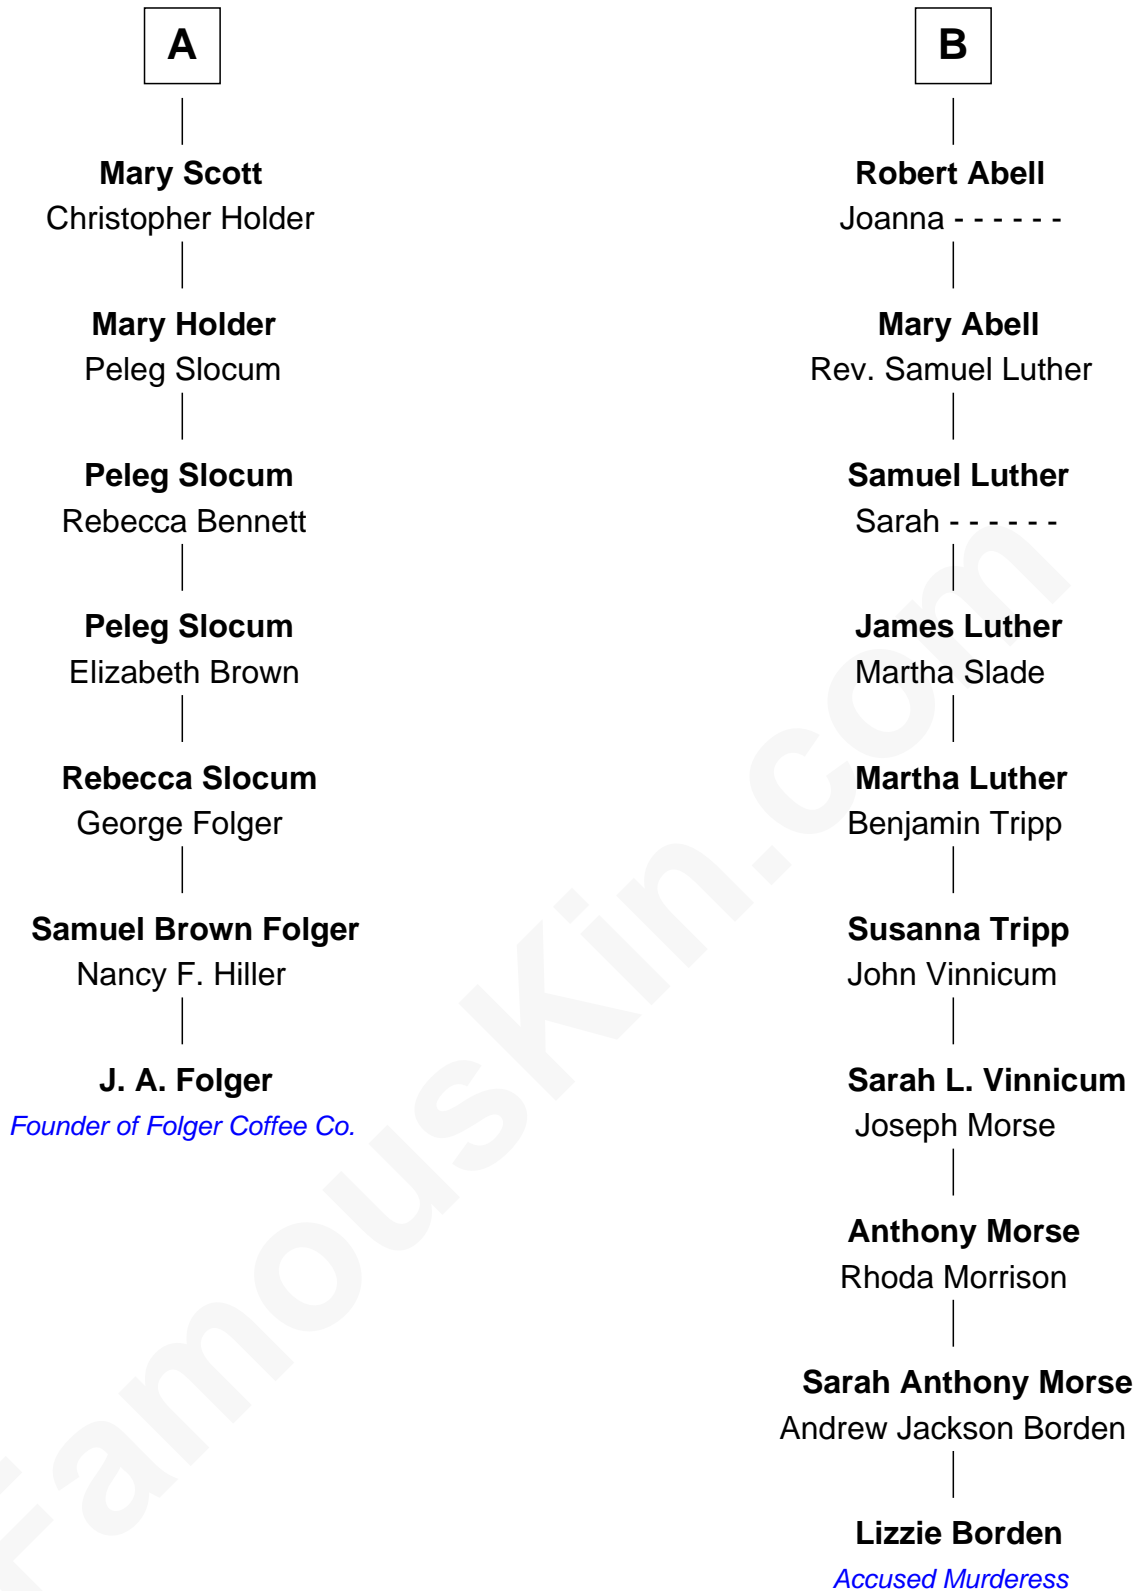 A
Mary Scott
Christopher Holder
Mary Holder
Peleg Slocum
Peleg Slocum
Rebecca Bennett
Peleg Slocum
Elizabeth Brown
Rebecca Slocum
George Folger
Samuel Brown Folger
Nancy F. Hiller
J. A. Folger
Founder of Folger Coffee Co.
B
Robert Abell
Joanna - - - - - -
Mary Abell
Rev. Samuel Luther
Samuel Luther
Sarah - - - - - -
James Luther
Martha Slade
Martha Luther
Benjamin Tripp
Susanna Tripp
John Vinnicum
Sarah L. Vinnicum
Joseph Morse
Anthony Morse
Rhoda Morrison
Sarah Anthony Morse
Andrew Jackson Borden
Lizzie Borden
Accused Murderess
FamousKin.com